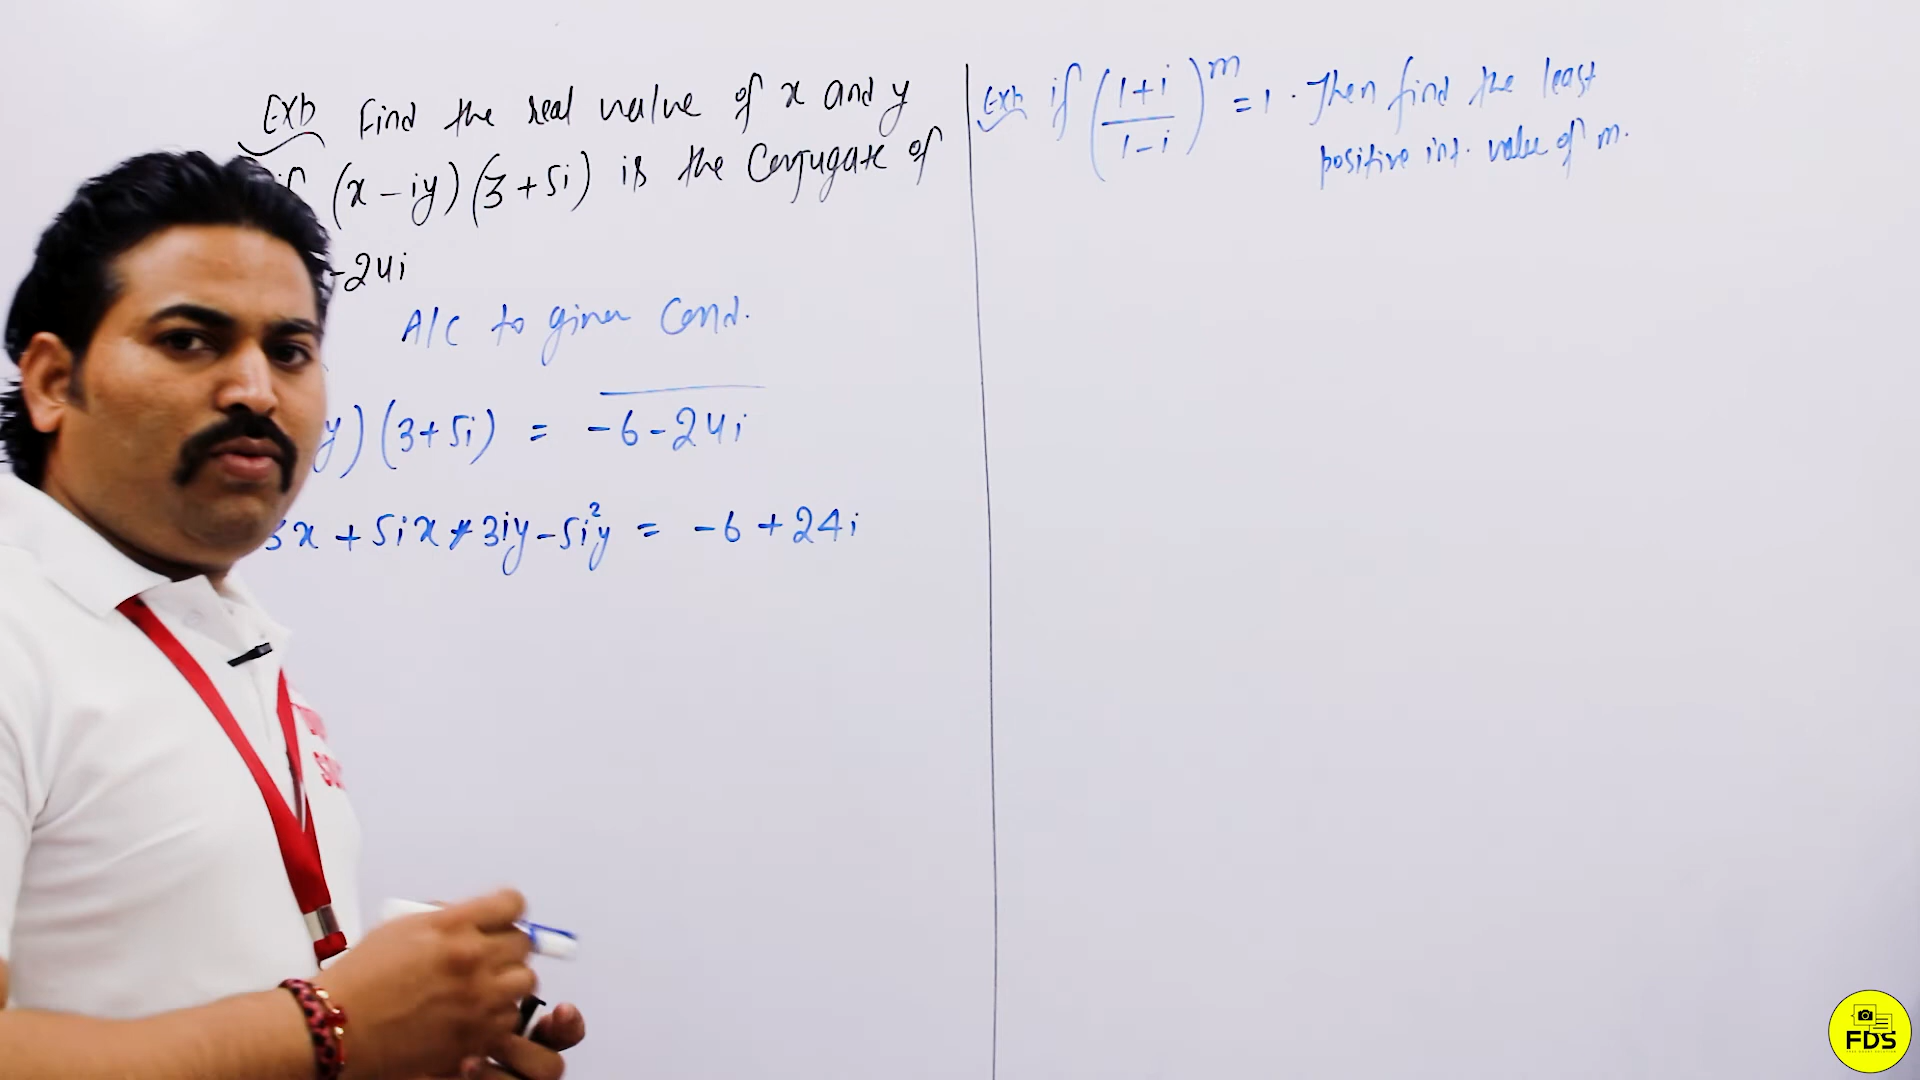 Exp Find the real value of x and y
if (x - iy) (3 + 5i) is the Conjugate of
-24i
A/C to given Cond.
y) (3+5i) = \overline{-6-24i}
3x + 5ix + 3iy - 5i²y = -6 + 24i
Exp if (\frac{1+i}{1-i})^m = 1 . Then find the least
positive int. value of m.
FDS